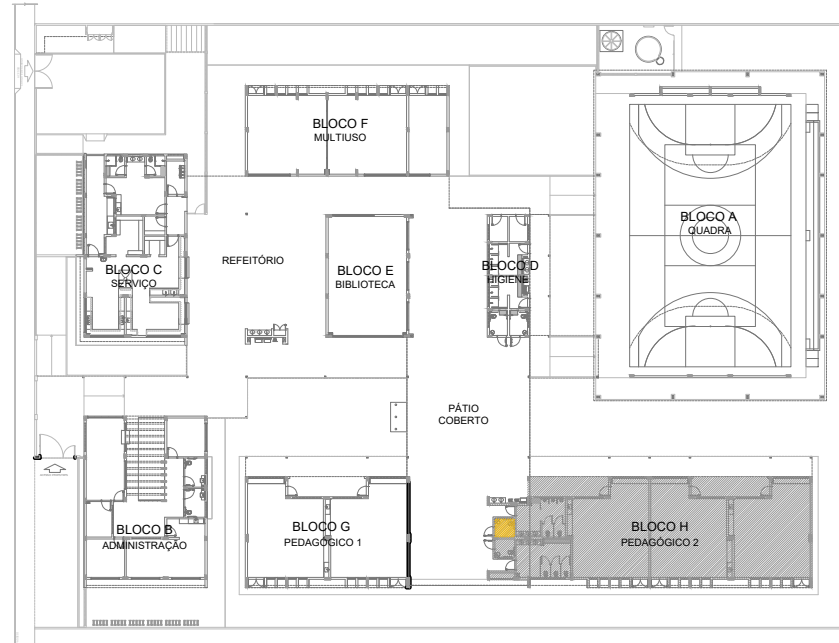 BLOCO F
MULTIUSO
BLOCO A
QUADRA
REFEITÓRIO
BLOCO C
SERVIÇO
BLOCO E
BIBLIOTECA
BLOCO D
HIGIENE
PÁTIO
COBERTO
BLOCO B
ADMINISTRAÇÃO
BLOCO G
PEDAGÓGICO 1
BLOCO H
PEDAGÓGICO 2